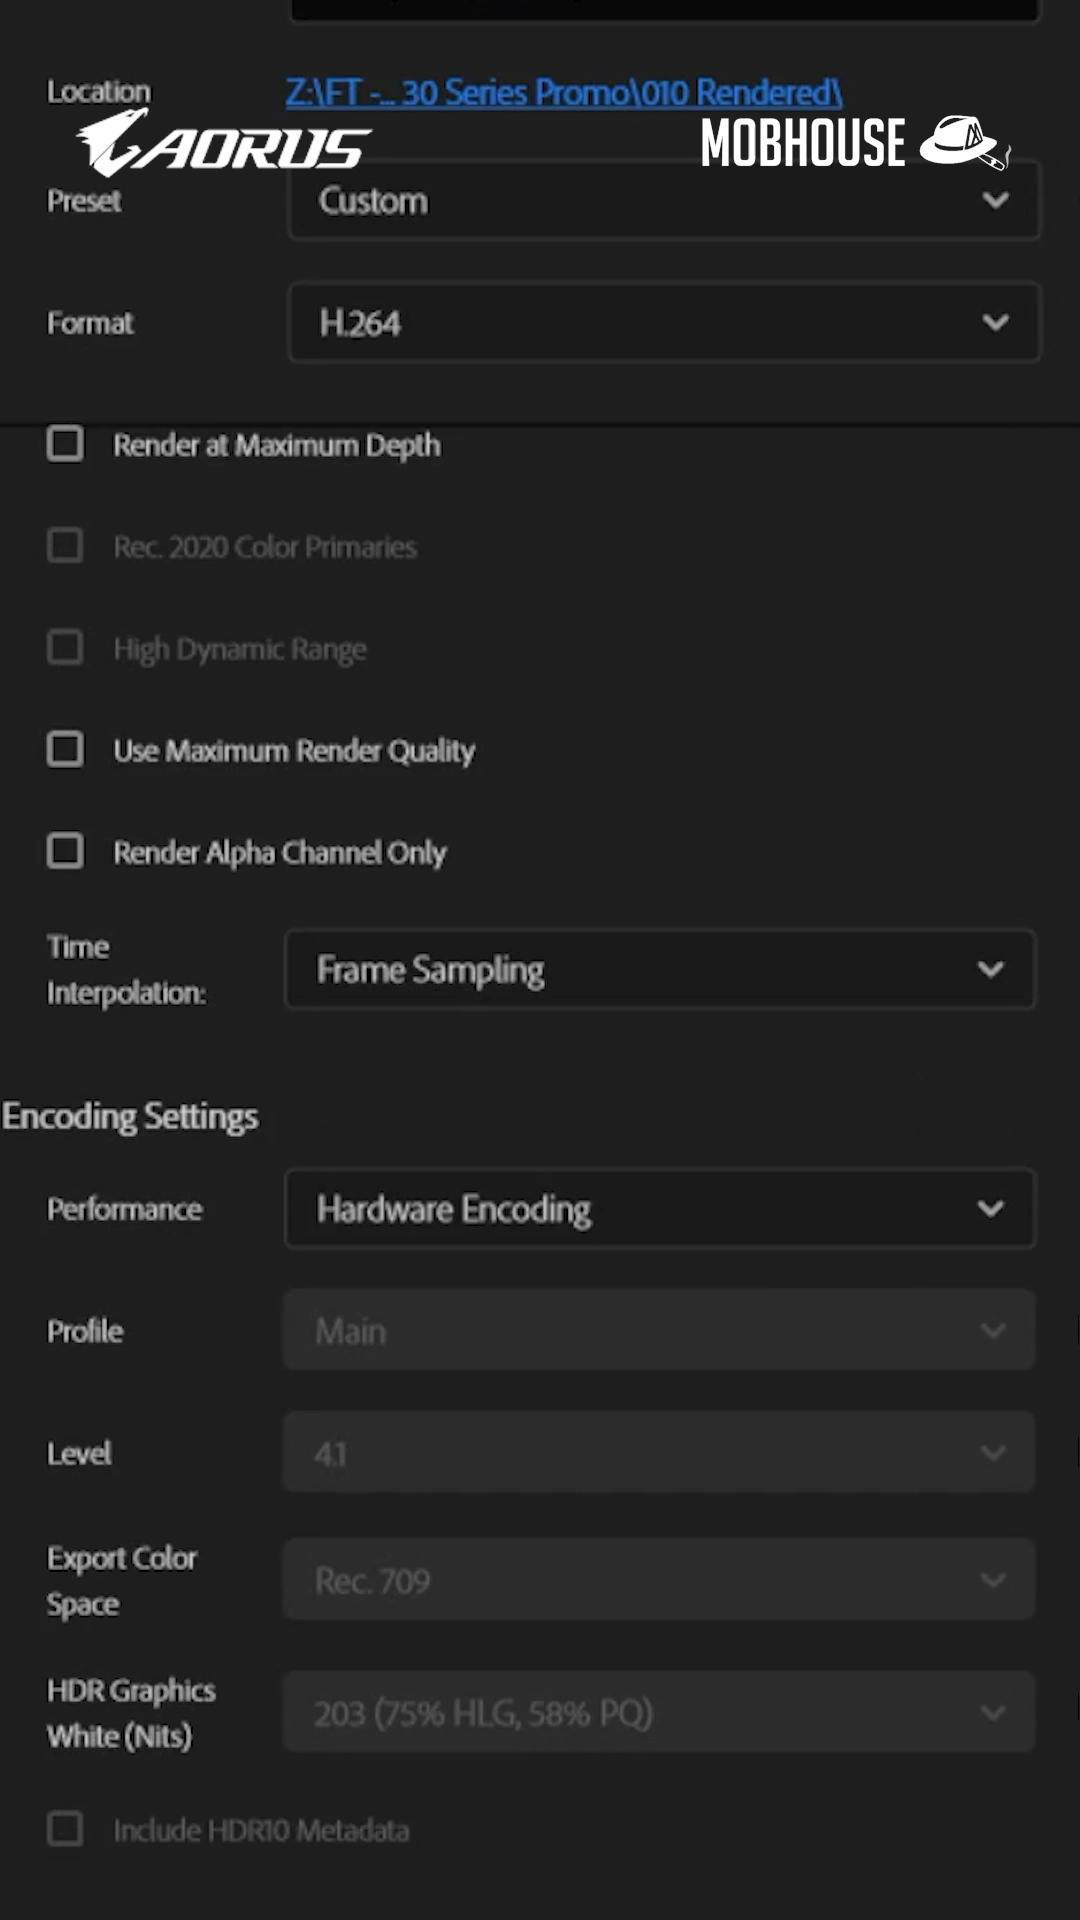 Location
Z:\FT -... 30 Series Promo\010 Rendered\
AORUS
MOBHOUSE
Preset
Custom
Format
H.264
Render at Maximum Depth
Rec. 2020 Color Primaries
High Dynamic Range
Use Maximum Render Quality
Render Alpha Channel Only
Time
Interpolation:
Frame Sampling
Encoding Settings
Performance
Hardware Encoding
Profile
Main
Level
4.1
Export Color
Space
Rec. 709
HDR Graphics
White (Nits)
203 (75% HLG, 58% PQ)
Include HDR10 Metadata